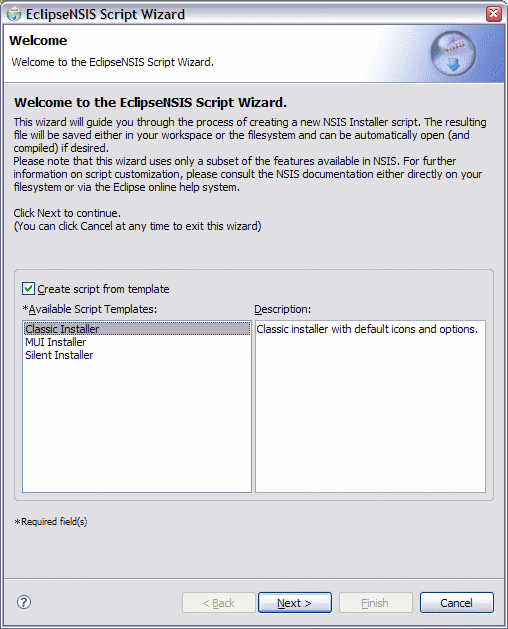 EclipseNSIS Script Wizard
Welcome
Welcome to the EclipseNSIS Script Wizard.
Welcome to the EclipseNSIS Script Wizard.
This wizard will guide you through the process of creating a new NSIS Installer script. The resulting
file will be saved either in your workspace or the filesystem and can be automatically open (and
compiled) if desired.
Please note that this wizard uses only a subset of the features available in NSIS. For further
information on script customization, please consult the NSIS documentation either directly on your
filesystem or via the Eclipse online help system.
Click Next to continue.
(You can click Cancel at any time to exit this wizard)
Create script from template
*Available Script Templates:
Description:
Classic Installer
Classic installer with default icons and options.
MUI Installer
Silent Installer
*Required field(s)
? < Back Next > Finish Cancel